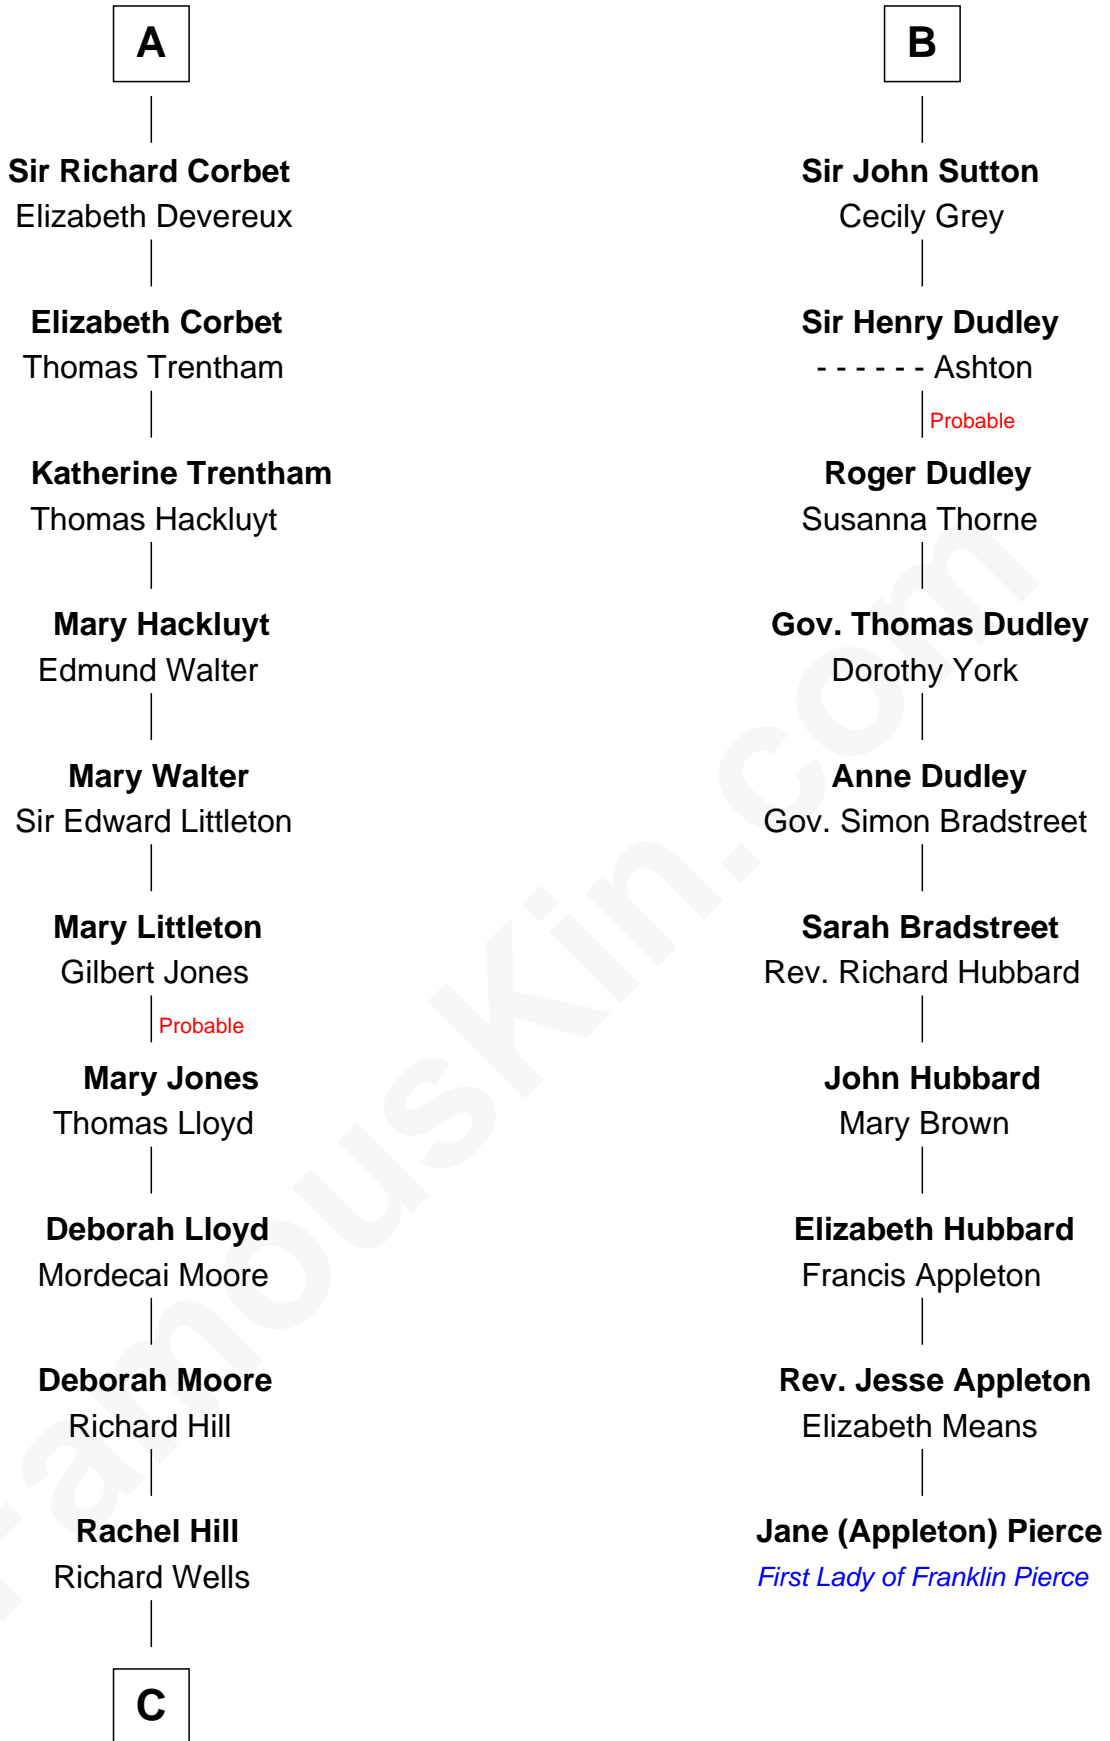 A
Sir Richard Corbet
Elizabeth Devereux
Elizabeth Corbet
Thomas Trentham
Katherine Trentham
Thomas Hackluyt
Mary Hackluyt
Edmund Walter
Mary Walter
Sir Edward Littleton
Mary Littleton
Gilbert Jones
Probable
Mary Jones
Thomas Lloyd
Deborah Lloyd
Mordecai Moore
Deborah Moore
Richard Hill
Rachel Hill
Richard Wells
C
B
Sir John Sutton
Cecily Grey
Sir Henry Dudley
- - - - - - Ashton
Probable
Roger Dudley
Susanna Thorne
Gov. Thomas Dudley
Dorothy York
Anne Dudley
Gov. Simon Bradstreet
Sarah Bradstreet
Rev. Richard Hubbard
John Hubbard
Mary Brown
Elizabeth Hubbard
Francis Appleton
Rev. Jesse Appleton
Elizabeth Means
Jane (Appleton) Pierce
First Lady of Franklin Pierce
FamousKin.com